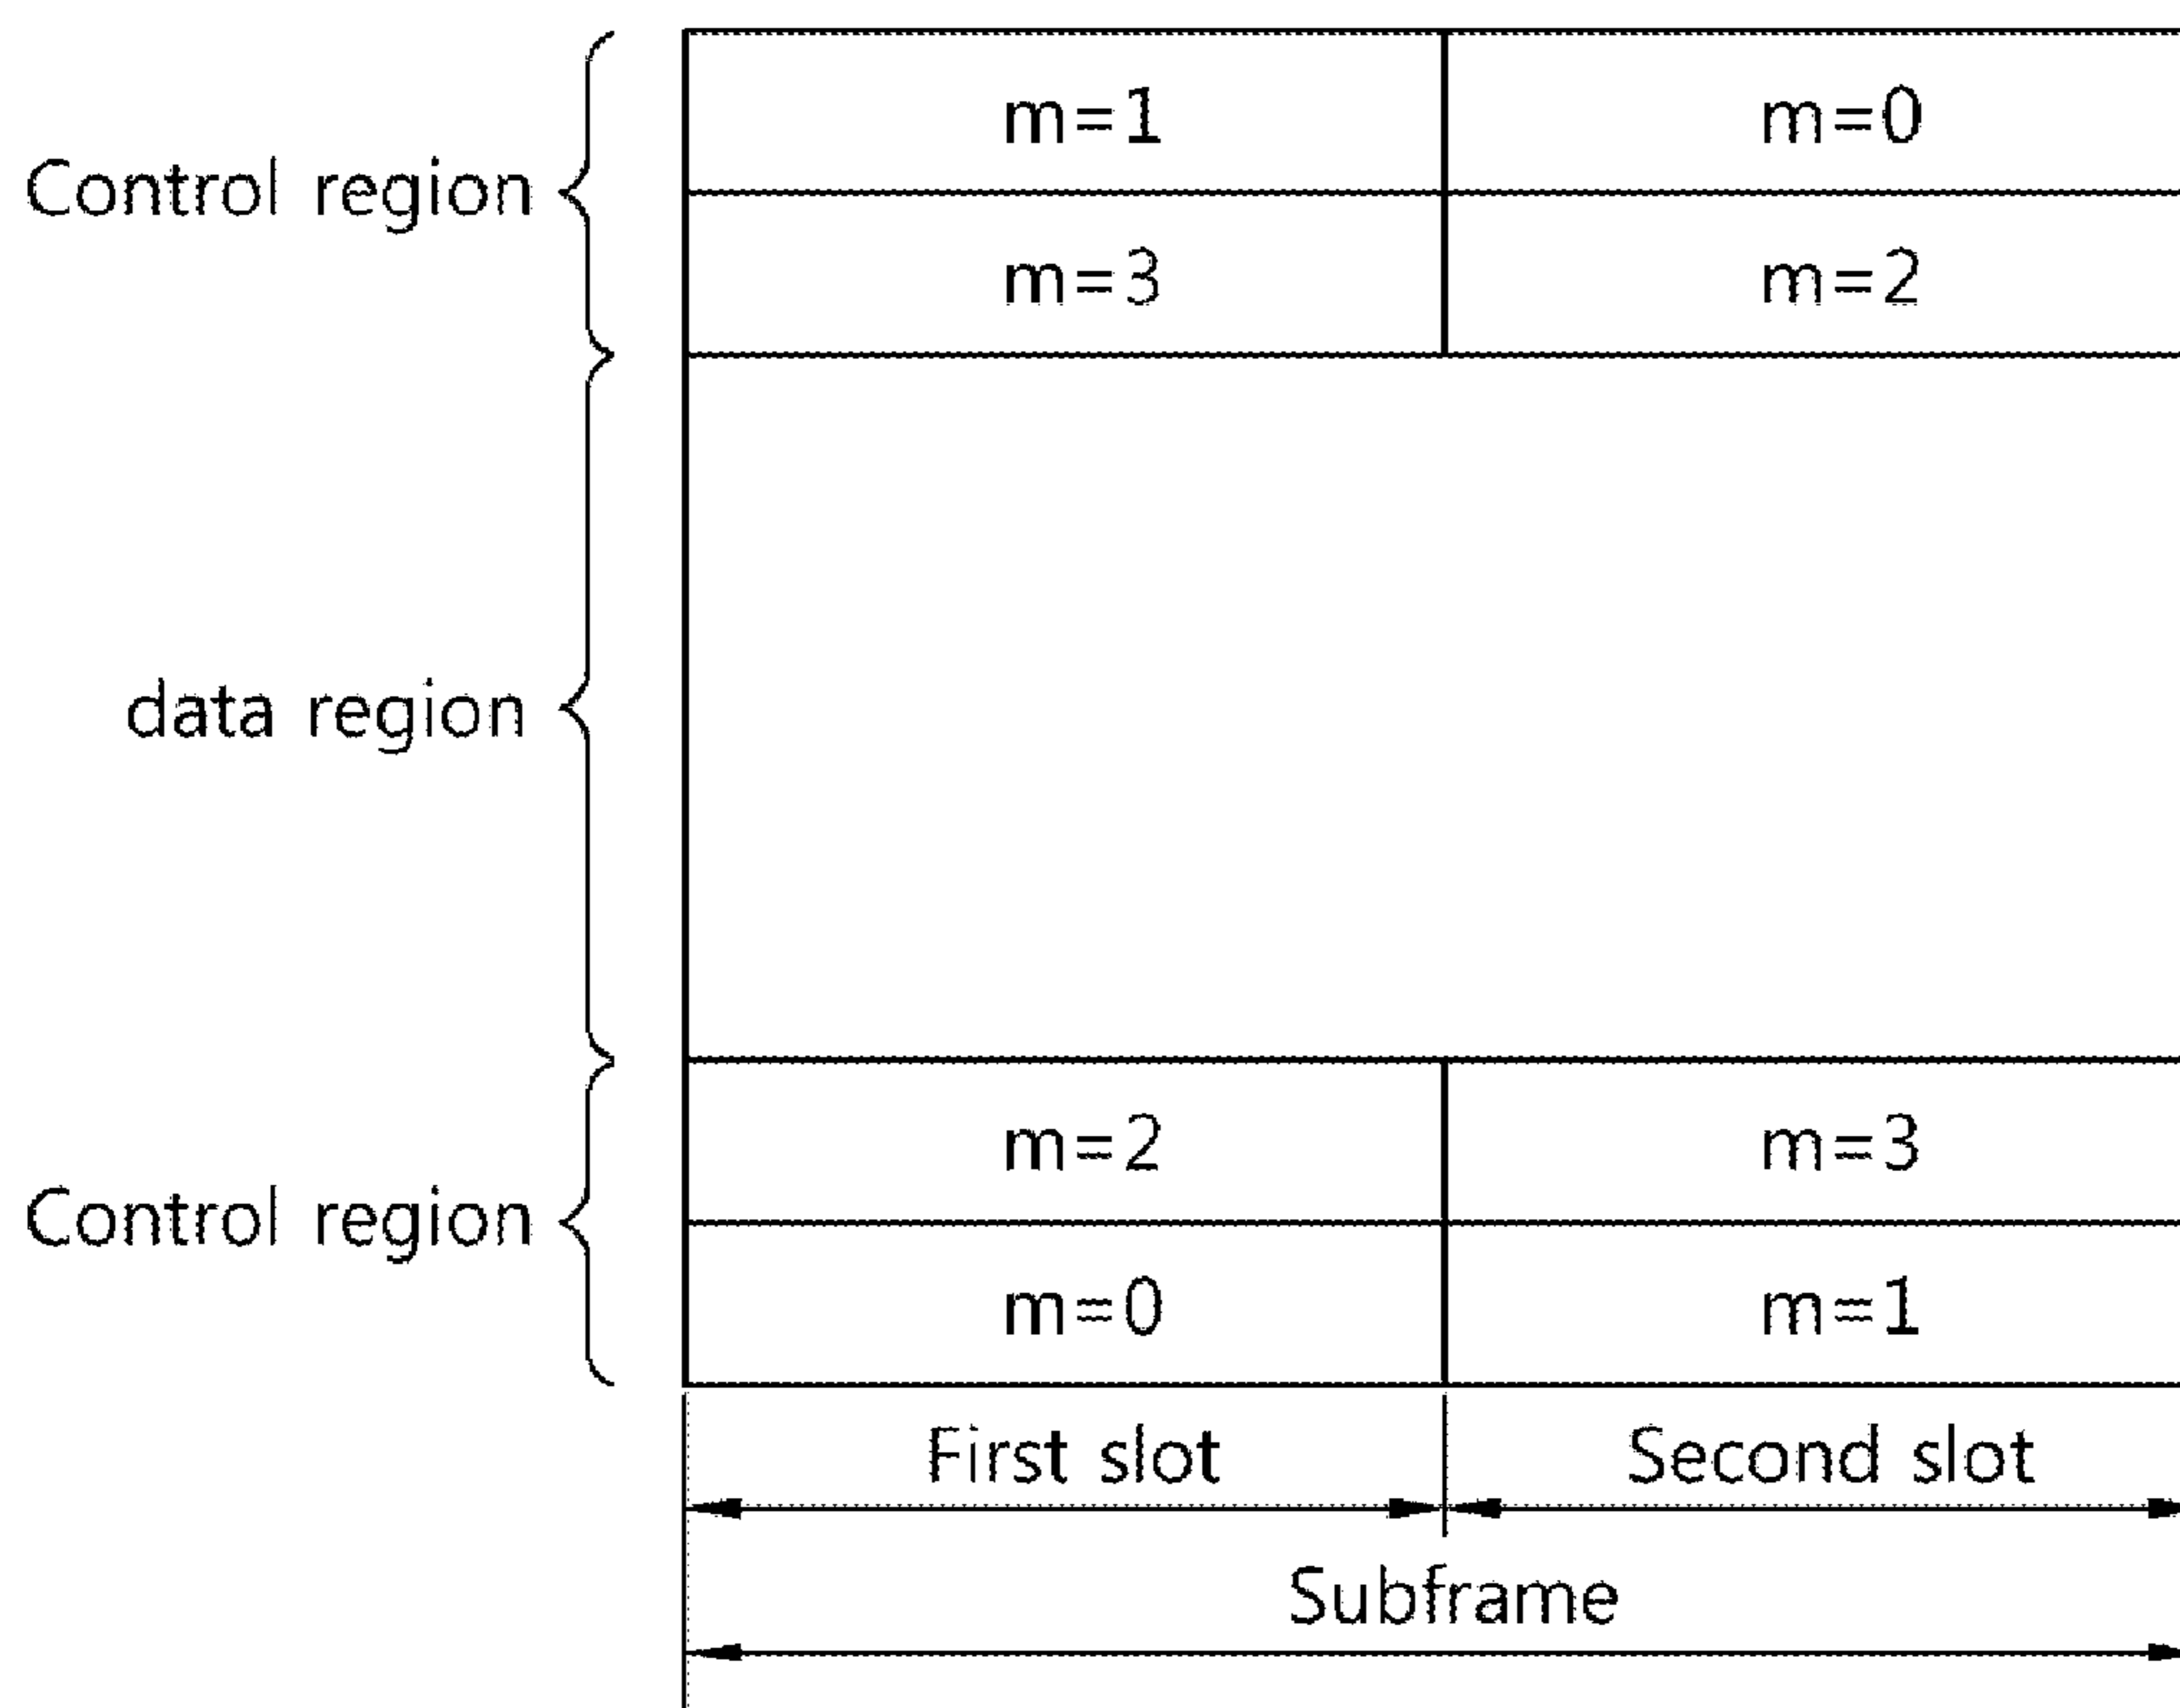 m=1 m=0
Control region
m=3 m=2
data region
m=2 m=3
Control region
m=0 m=1
First slot Second slot
Subframe